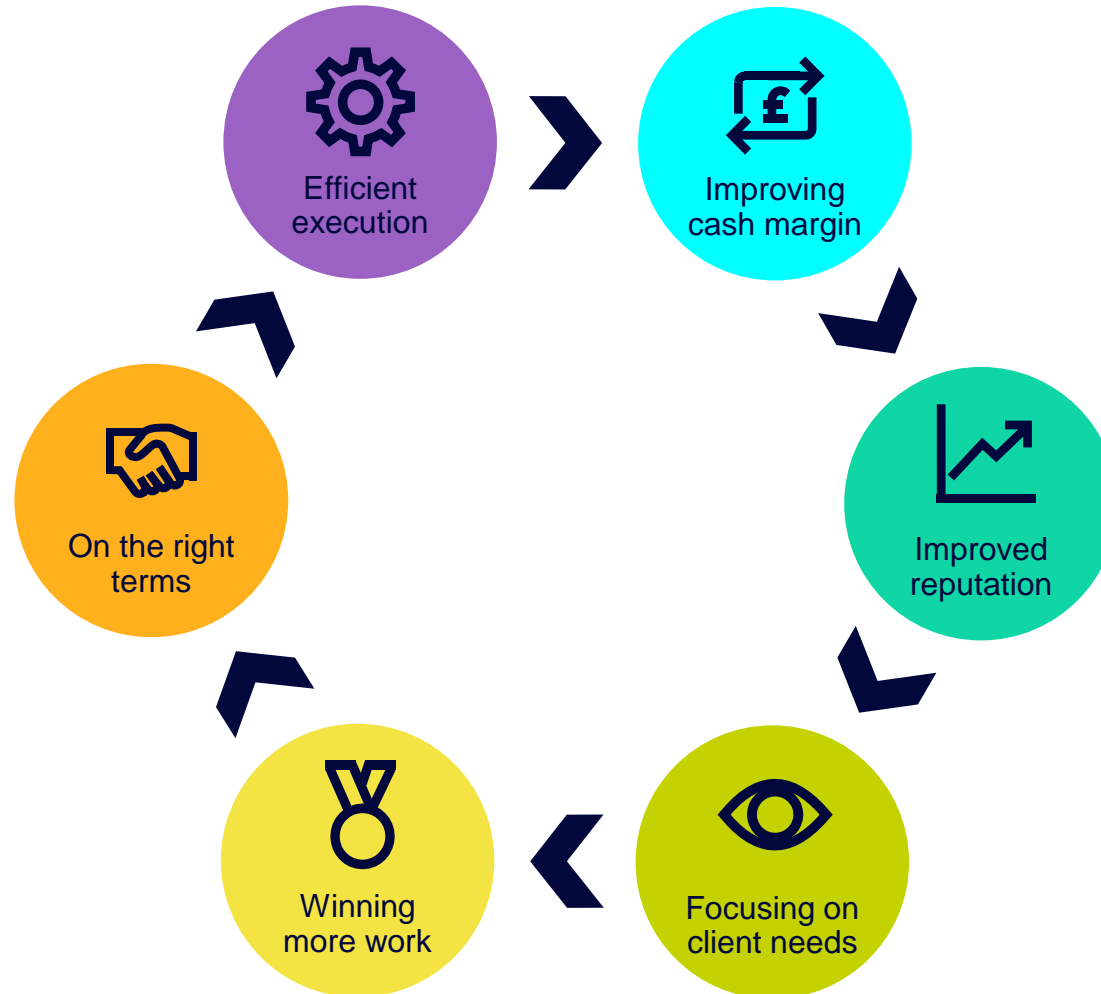 Efficient
execution
£
Improving
cash margin
Improved
reputation
Focusing on
client needs
Winning
more work
On the right
terms